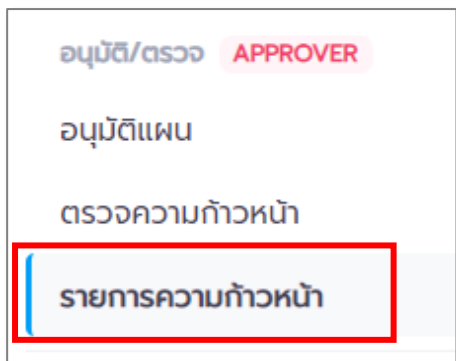 อนุมัติ/ตรวจ APPROVER
อนุมัติแผน
ตรวจความก้าวหน้า
รายการความก้าวหน้า